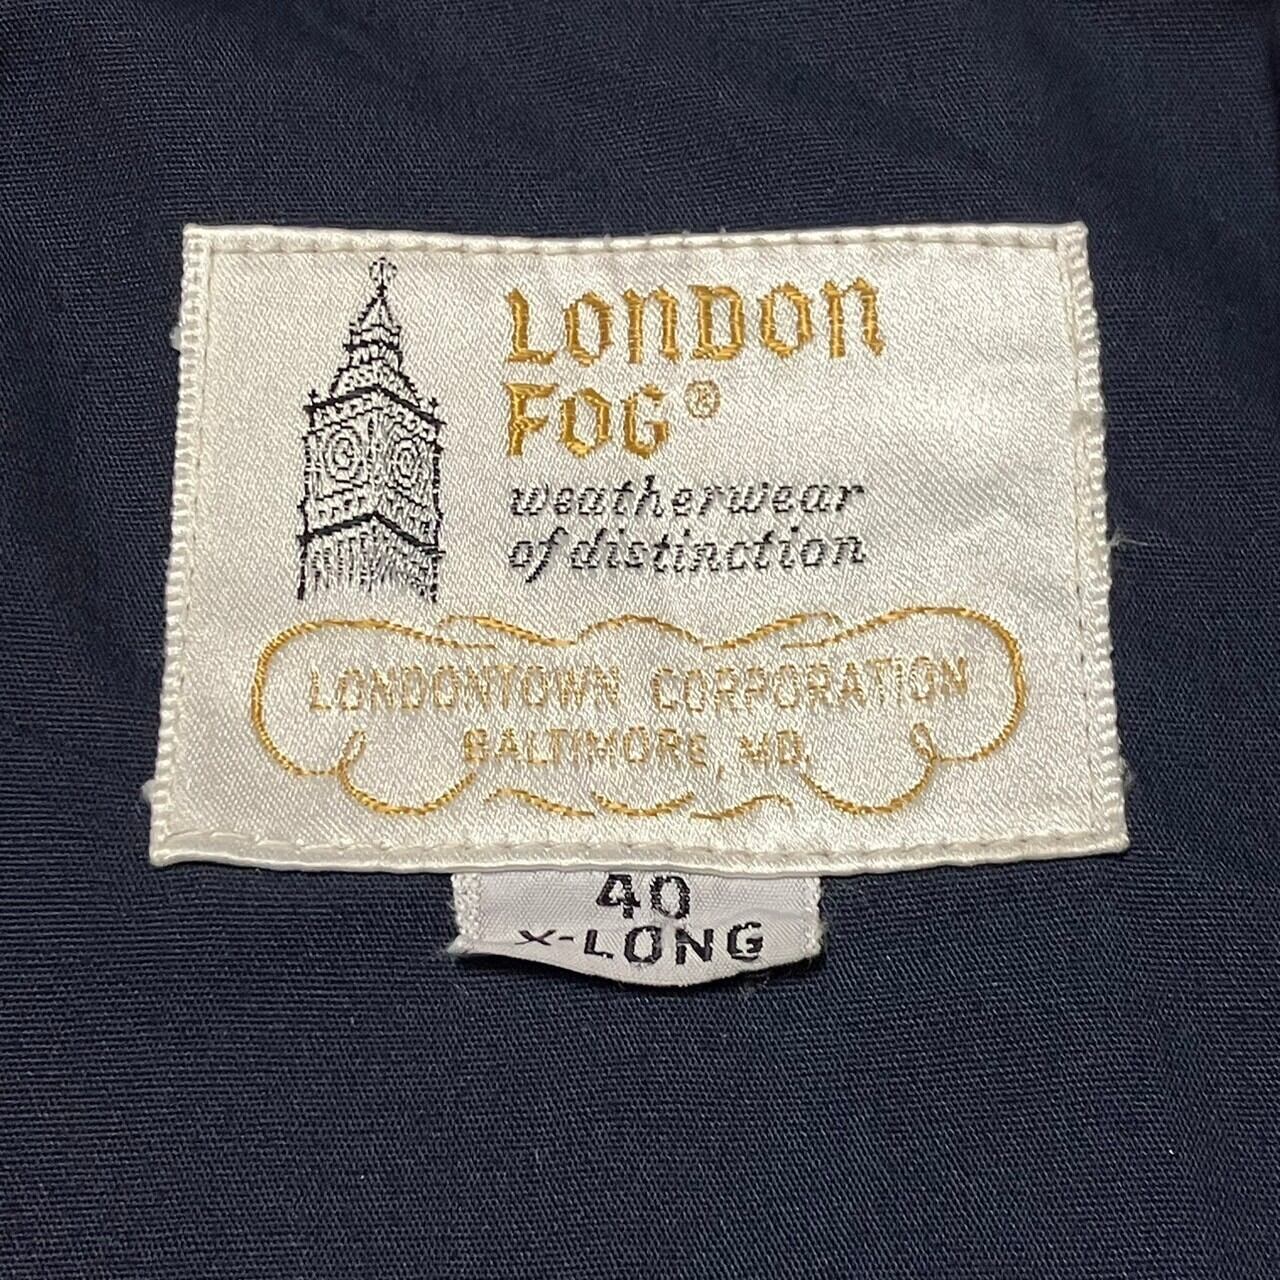 LONDON
FOG®
weatherwear
of distinction
LONDONTOWN CORPORATION
BALTIMORE, MD.
40
X-LONG